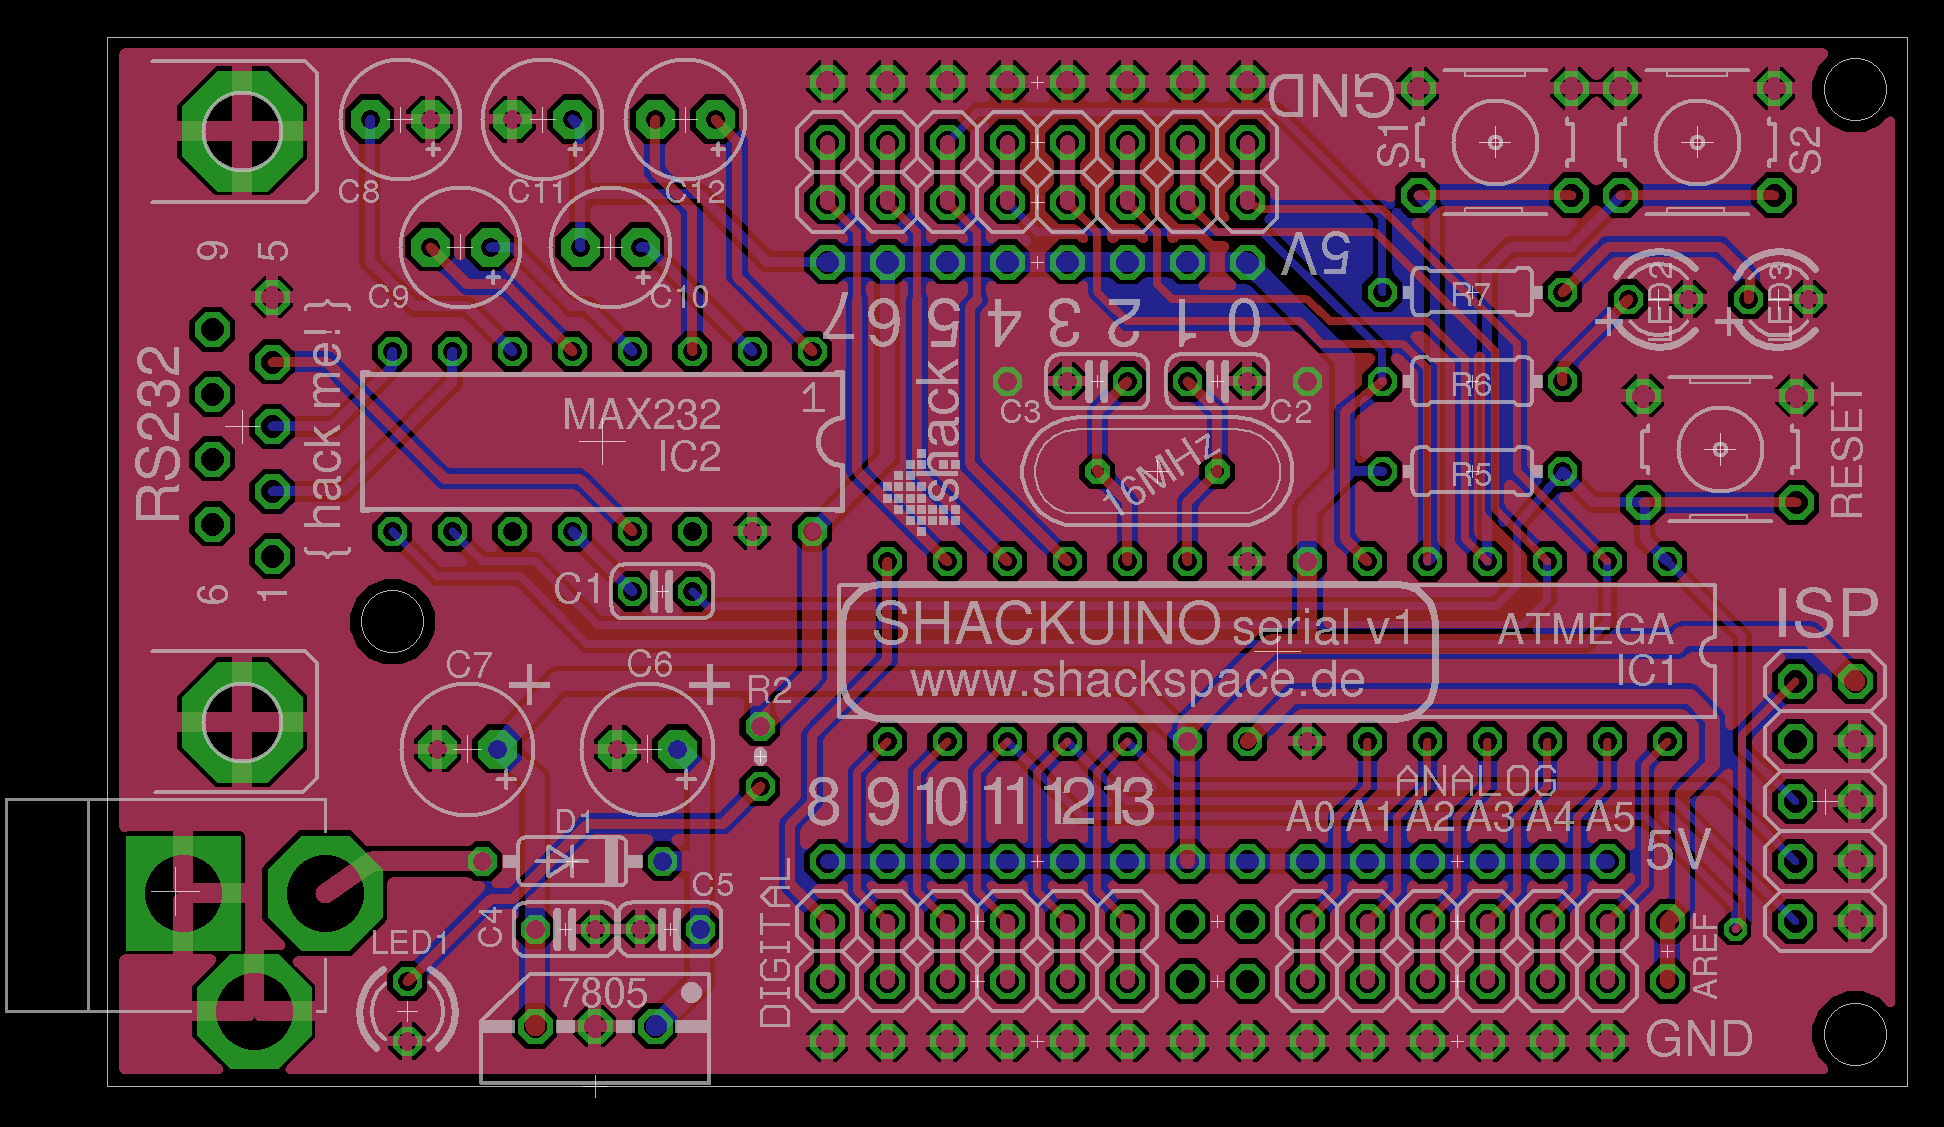 GND
S1
S2
C8
C11
C12
9
5
5V
C9
C10
7
6
5
4
3
2
1
0
R7
LED2
LED3
+
+
{hack me!}
RS232
MAX232
1
IC2
shack
C3
C2
R6
16MHz
R5
RESET
6
1
C1
SHACKUINO serial v1
www.shackspace.de
ATMEGA
IC1
ISP
C7
+
C6
+
R2
8
9
10
11
12
13
ANALOG
A0
A1
A2
A3
A4
A5
5V
D1
C5
C4
DIGITAL
LED1
7805
AREF
GND